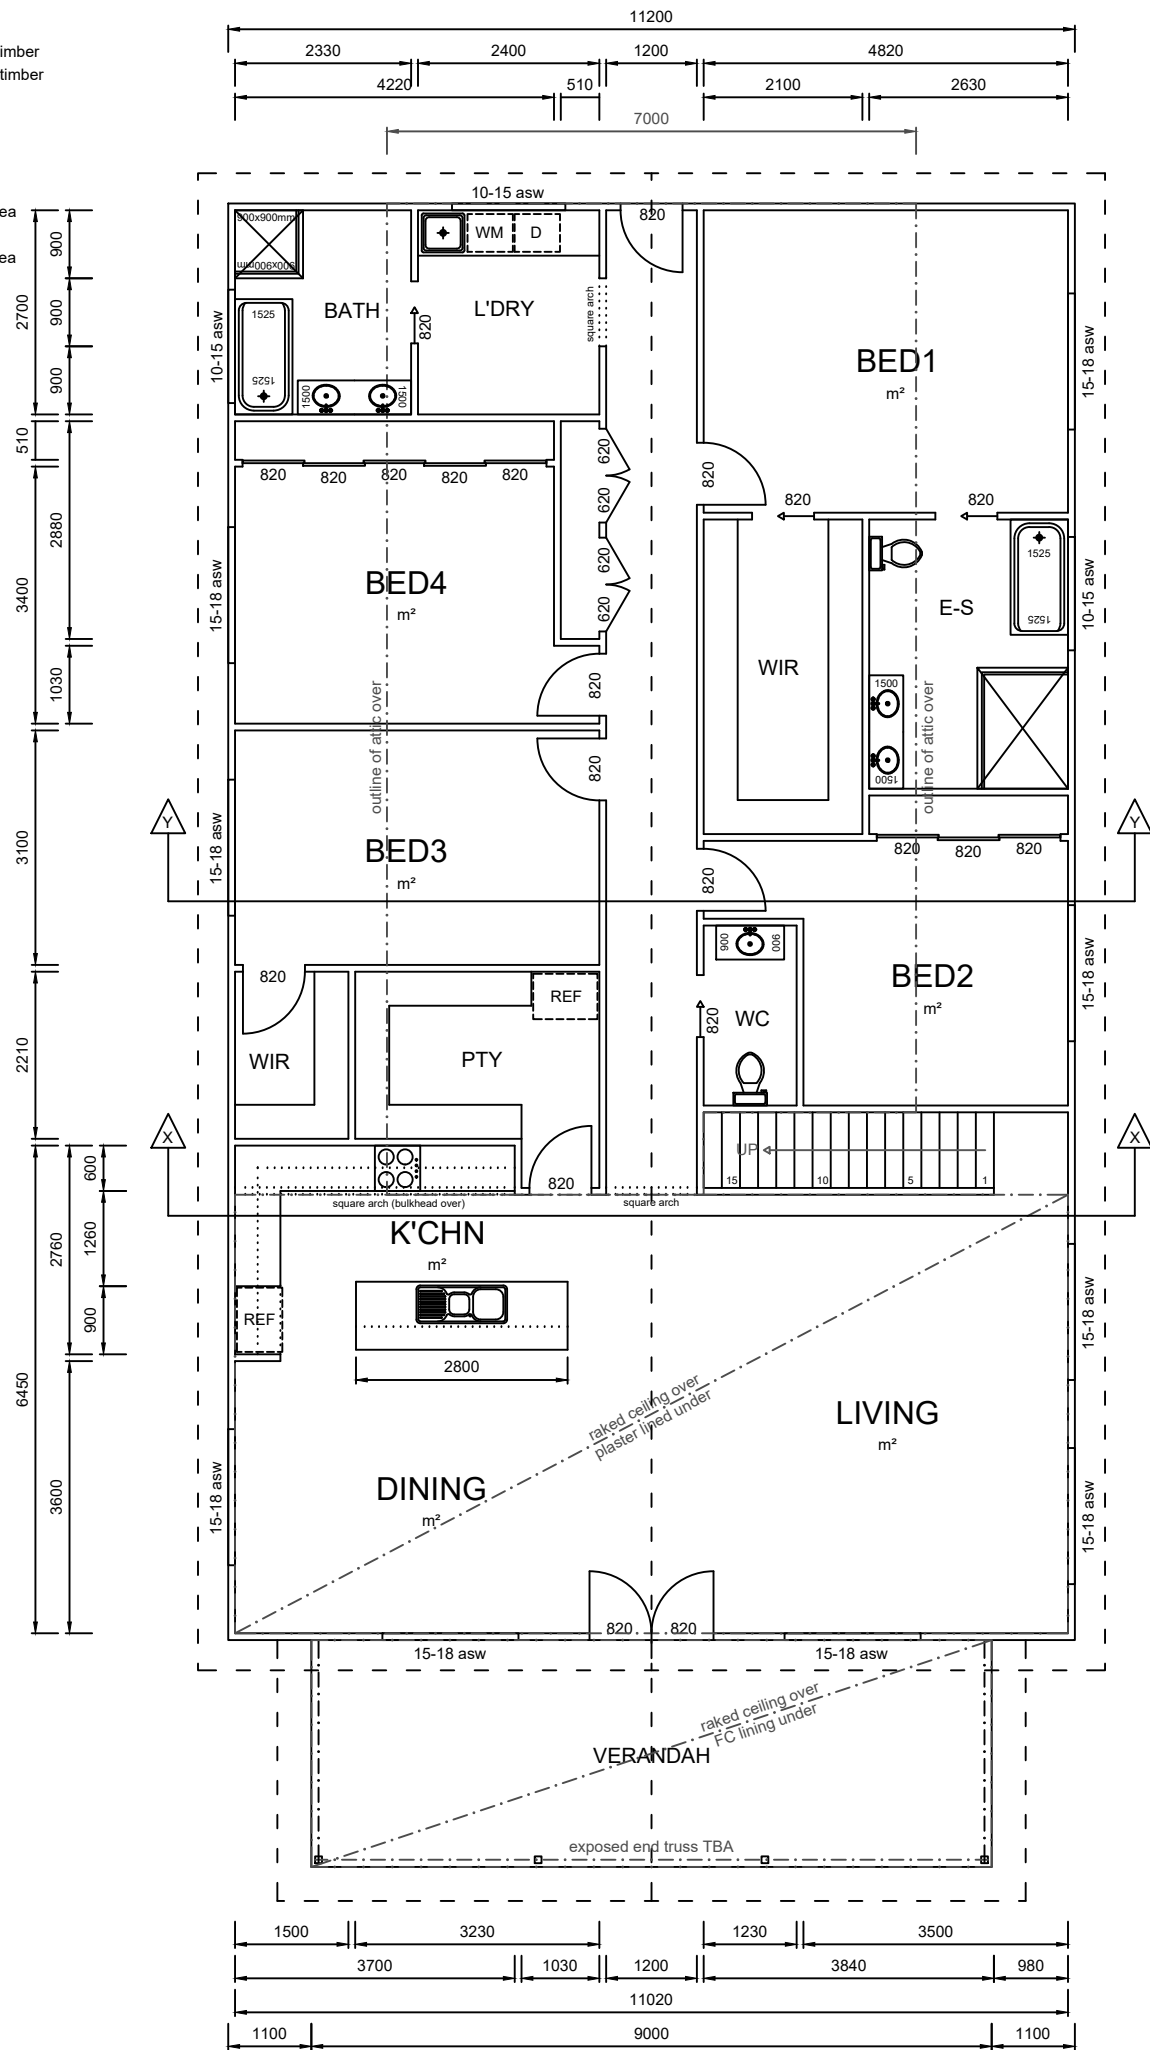 11200
imber
2330
2400
1200
4820
timber
4220
510
2100
2630
7000
10-15 asw
ea
900x900mm
900x900mm
WM
D
820
ea
900
900
900
2700
BATH
L'DRY
square arch
820
1525
1525
10-15 asw
1500
1500
BED1
m²
15-18 asw
510
820
820
820
820
820
620
620
620
620
820
820
820
2880
3400
1030
BED4
m²
15-18 asw
1525
1525
10-15 asw
E-S
WIR
820
1500
1500
outline of attic over
outline of attic over
820
Y
Y
3100
BED3
m²
15-18 asw
820
820
820
820
820
REF
900
900
BED2
m²
15-18 asw
2210
WIR
PTY
WC
820
X
X
UP
15
10
5
1
820
600
square arch (bulkhead over)
square arch
K'CHN
m²
1260
2760
900
REF
2800
15-18 asw
6450
raked ceiling over
plaster lined under
LIVING
m²
DINING
m²
3600
15-18 asw
15-18 asw
820
820
15-18 asw
15-18 asw
raked ceiling over
FC lining under
VERANDAH
exposed end truss TBA
1500
3230
1230
3500
3700
1030
1200
3840
980
11020
1100
9000
1100